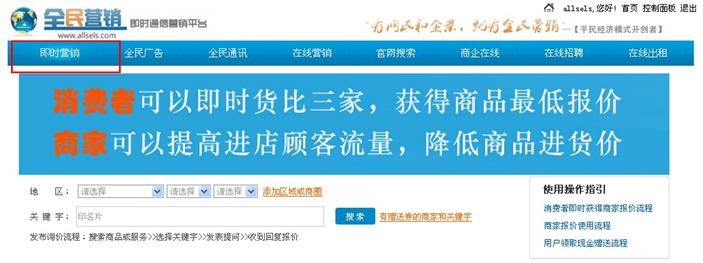 allsels,您好! 首页 控制面板 退出
全民营销 即时通信营销平台
www.allsels.com
有网民和企业,就有全民营销 —【平民经济模式开创者】
即时营销 全民广告 全民通讯 在线营销 官网搜索 商企在线 在线招聘 在线出租
消费者可以即时货比三家,获得商品最低报价
商家可以提高进店顾客流量,降低商品进货价
地 区: 请选择 请选择 请选择 添加区域或商圈
关 键 字: 印名片 搜索 有赠送券的商家和关键字
发布询价流程:搜索商品或服务>>选择关键字>>发表提问>>收到回复报价
使用操作指引
消费者即时获得商家报价流程
商家报价使用流程
用户领取现金赠送流程